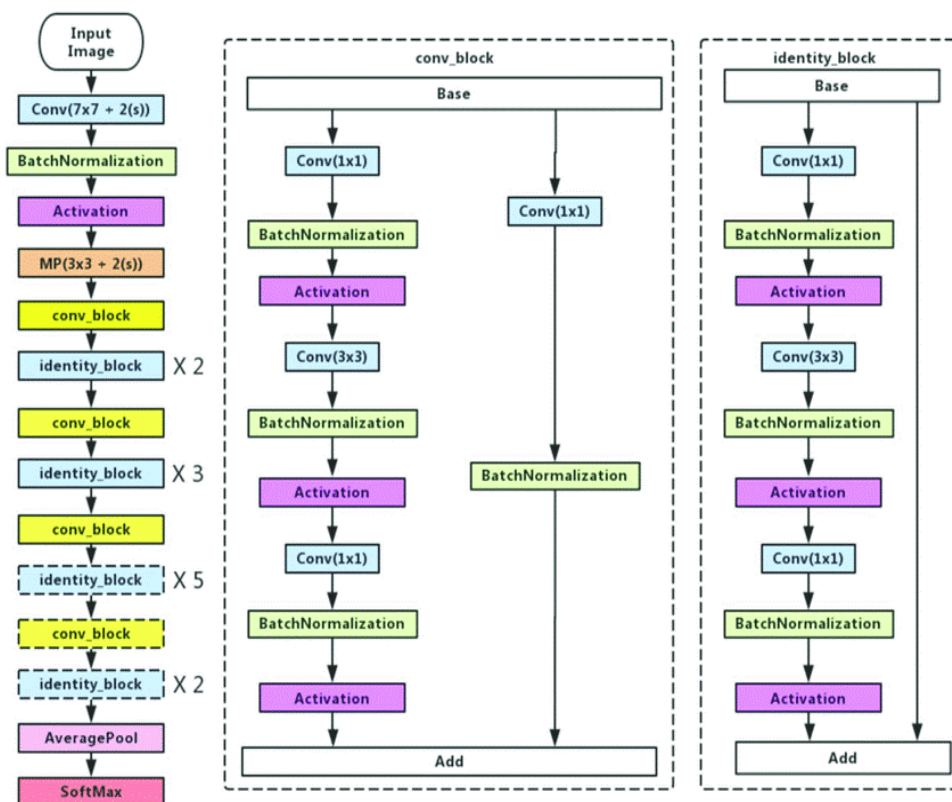 Input
Image
Conv(7x7 + 2(s))
BatchNormalization
Activation
MP(3x3 + 2(s))
conv_block
identity_block X 2
conv_block
identity_block X 3
conv_block
identity_block X 5
conv_block
identity_block X 2
AveragePool
SoftMax
conv_block
Base
Conv(1x1)
BatchNormalization
Activation
Conv(3x3)
BatchNormalization
Activation
Conv(1x1)
BatchNormalization
Activation
Conv(1x1)
BatchNormalization
Add
identity_block
Base
Conv(1x1)
BatchNormalization
Activation
Conv(3x3)
BatchNormalization
Activation
Conv(1x1)
BatchNormalization
Activation
Add